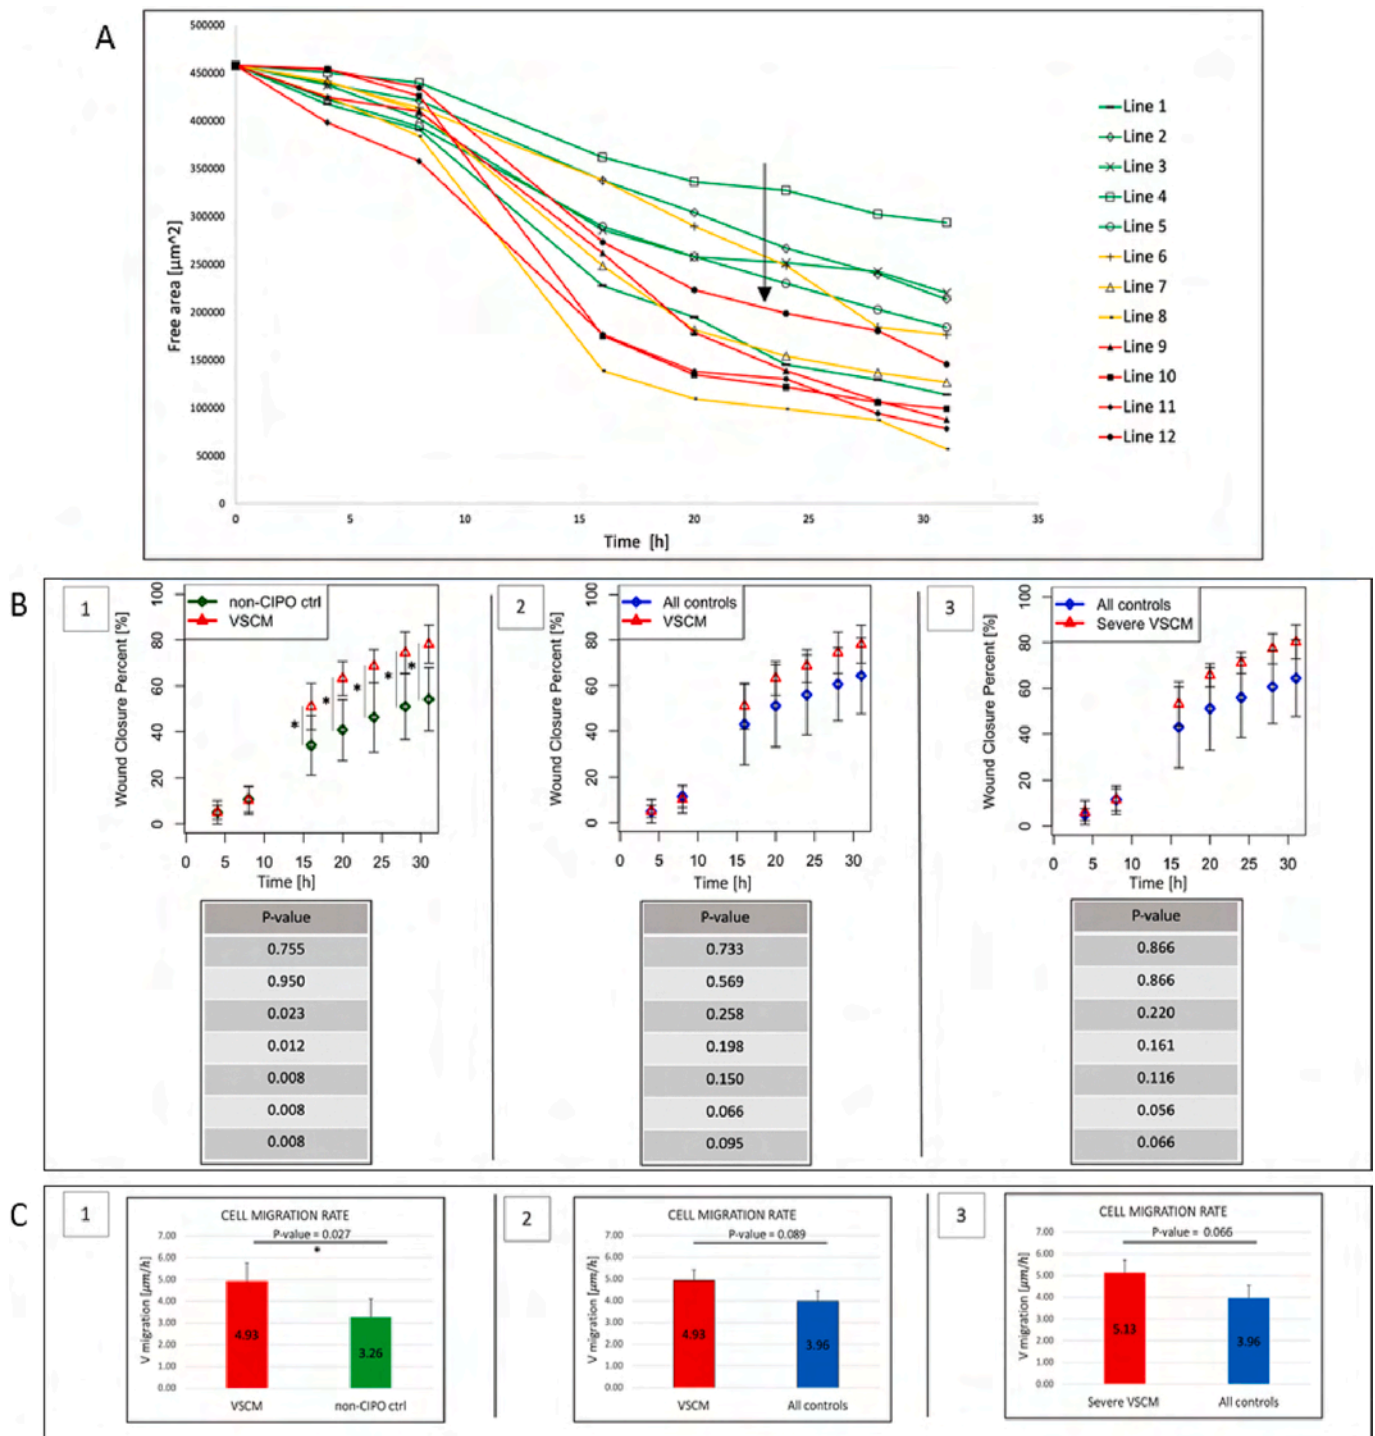 A
500000
450000
400000
350000
300000
250000
200000
150000
100000
50000
0
Free area [µm^2]
0 5 10 15 20 25 30 35
Time [h]
Line 1
Line 2
Line 3
Line 4
Line 5
Line 6
Line 7
Line 8
Line 9
Line 10
Line 11
Line 12
B
1
non-CIPO ctrl
VSCM
Wound Closure Percent [%]
100
80
60
40
20
0
* * * * *
0 5 10 15 20 25 30
Time [h]
P-value
0.755
0.950
0.023
0.012
0.008
0.008
0.008
2
All controls
VSCM
Wound Closure Percent [%]
100
80
60
40
20
0
0 5 10 15 20 25 30
Time [h]
P-value
0.733
0.569
0.258
0.198
0.150
0.066
0.095
3
All controls
Severe VSCM
Wound Closure Percent [%]
100
80
60
40
20
0
0 5 10 15 20 25 30
Time [h]
P-value
0.866
0.866
0.220
0.161
0.116
0.056
0.066
C
1
CELL MIGRATION RATE
P-value = 0.027
*
V migration [µm/h]
7.00
6.00
5.00
4.00
3.00
2.00
1.00
0.00
4.93
3.26
VSCM non-CIPO ctrl
2
CELL MIGRATION RATE
P-value = 0.089
V migration [µm/h]
7.00
6.00
5.00
4.00
3.00
2.00
1.00
0.00
4.93
3.96
VSCM All controls
3
CELL MIGRATION RATE
P-value = 0.066
V migration [µm/h]
7.00
6.00
5.00
4.00
3.00
2.00
1.00
0.00
5.13
3.96
Severe VSCM All controls